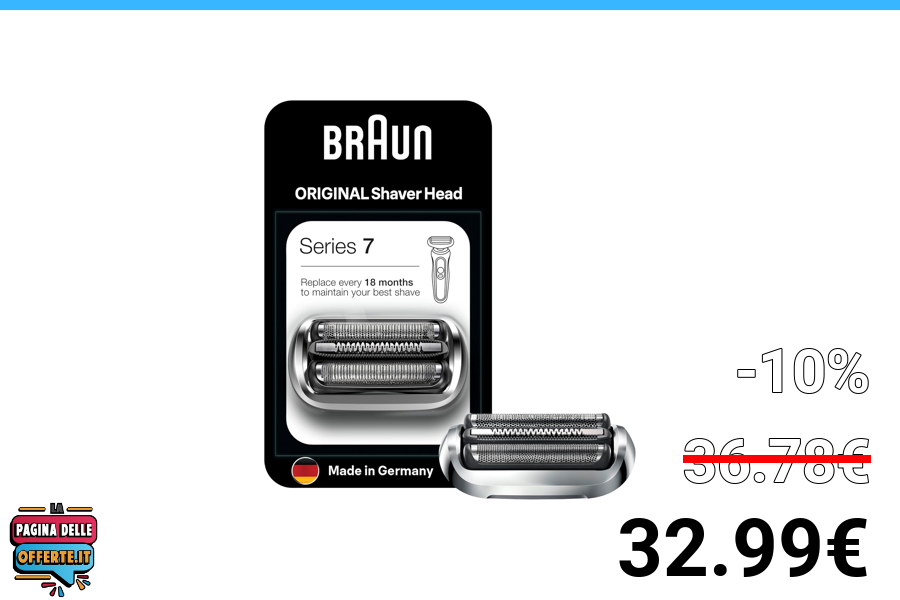 BRAUN
ORIGINAL Shaver Head
Series 7
Replace every 18 months
to maintain your best shave
Made in Germany
-10%
36.78€
32.99€
LA
PAGINA DELLE
OFFERTE.IT